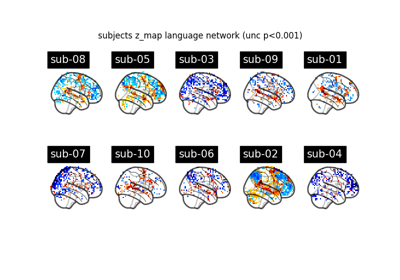 subjects z_map language network (unc p<0.001)
sub-08 sub-05 sub-03 sub-09 sub-01
sub-07 sub-10 sub-06 sub-02 sub-04